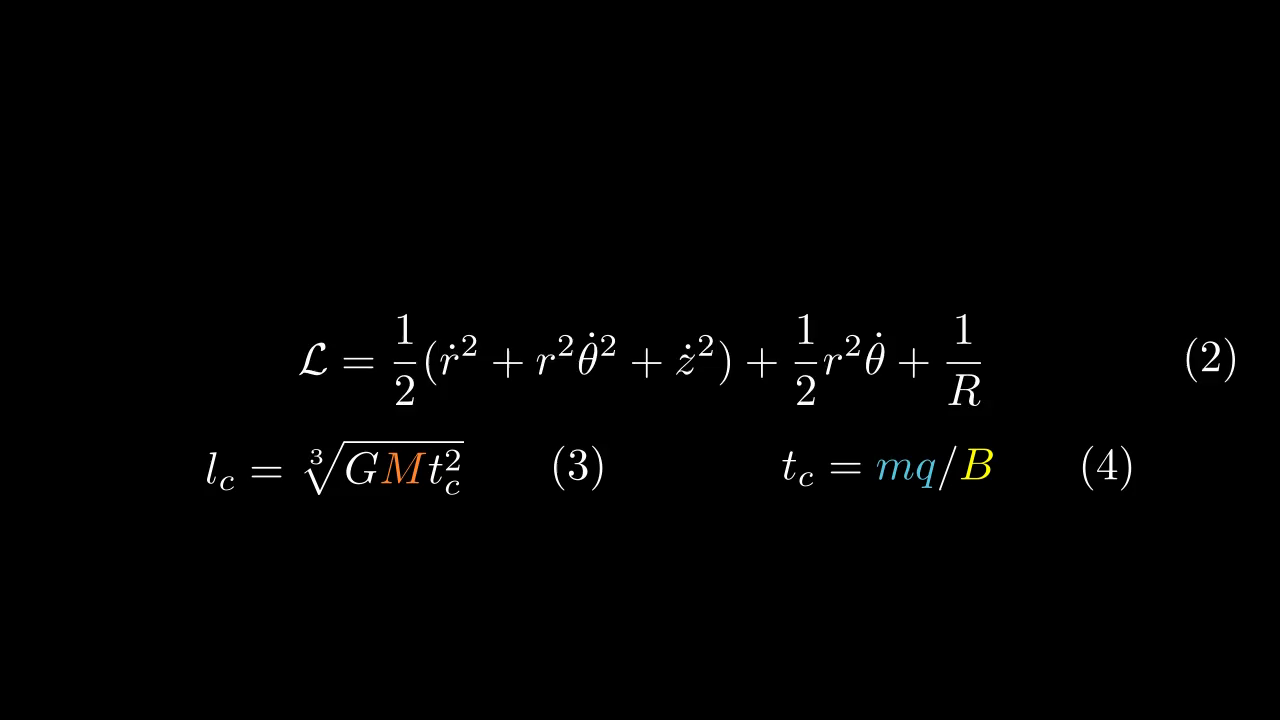 ℒ = 1/2(ṙ² + r²θ̇² + ż²) + 1/2 r²θ̇ + 1/R (2)
l_c = ∛(GMt_c²) (3) t_c = mq/B (4)